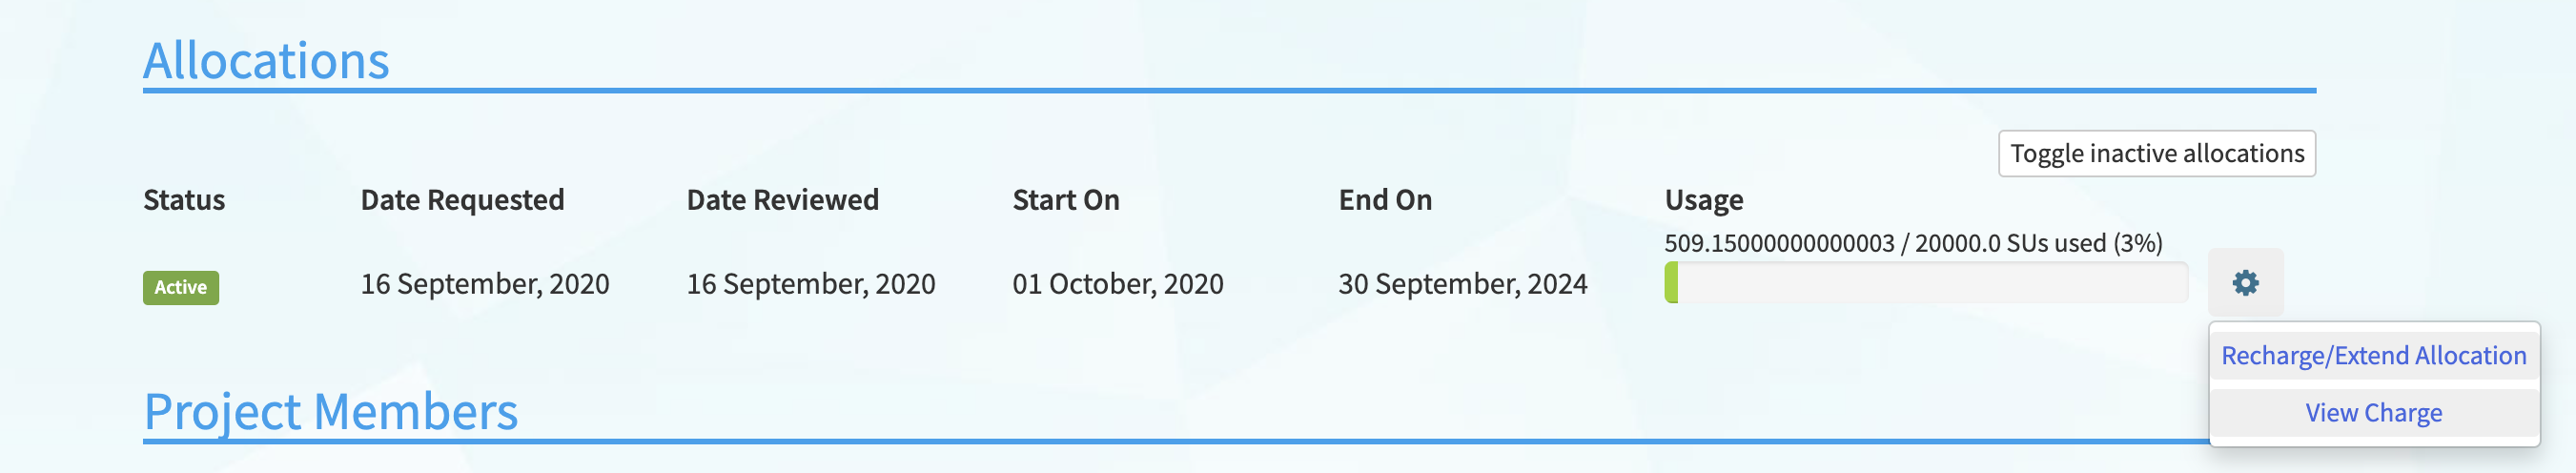 Allocations
Toggle inactive allocations
Status Date Requested Date Reviewed Start On End On Usage
509.15000000000003 / 20000.0 SUs used (3%)
Active 16 September, 2020 16 September, 2020 01 October, 2020 30 September, 2024
Recharge/Extend Allocation
Project Members
View Charge